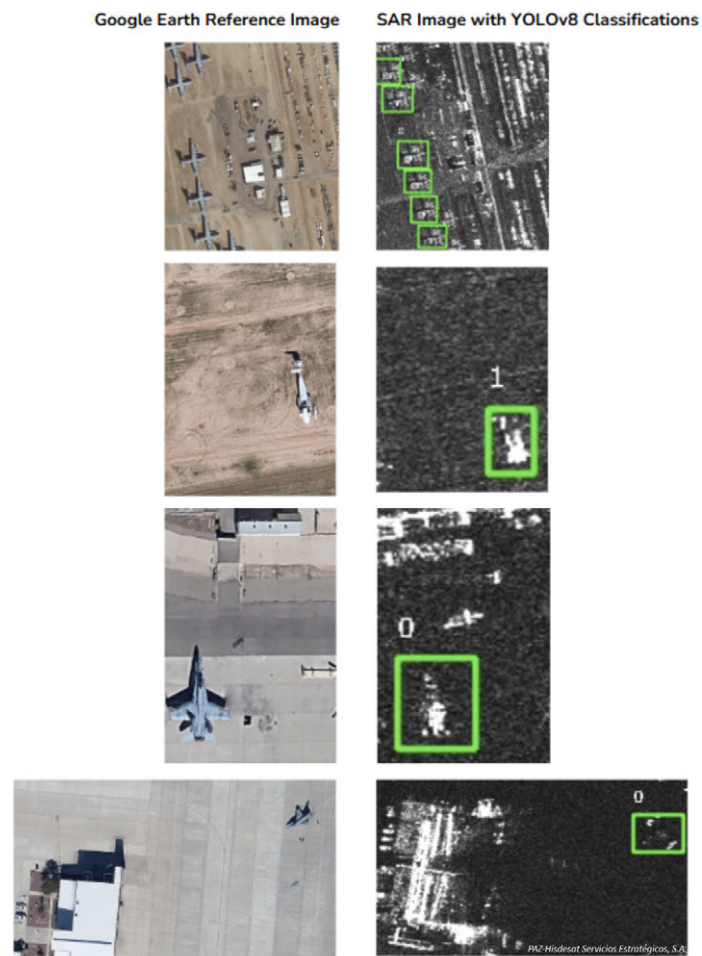 Google Earth Reference Image
SAR Image with YOLOv8 Classifications
1
0
0
PAZ-Hisdesat Servicios Estratégicos, S.A.